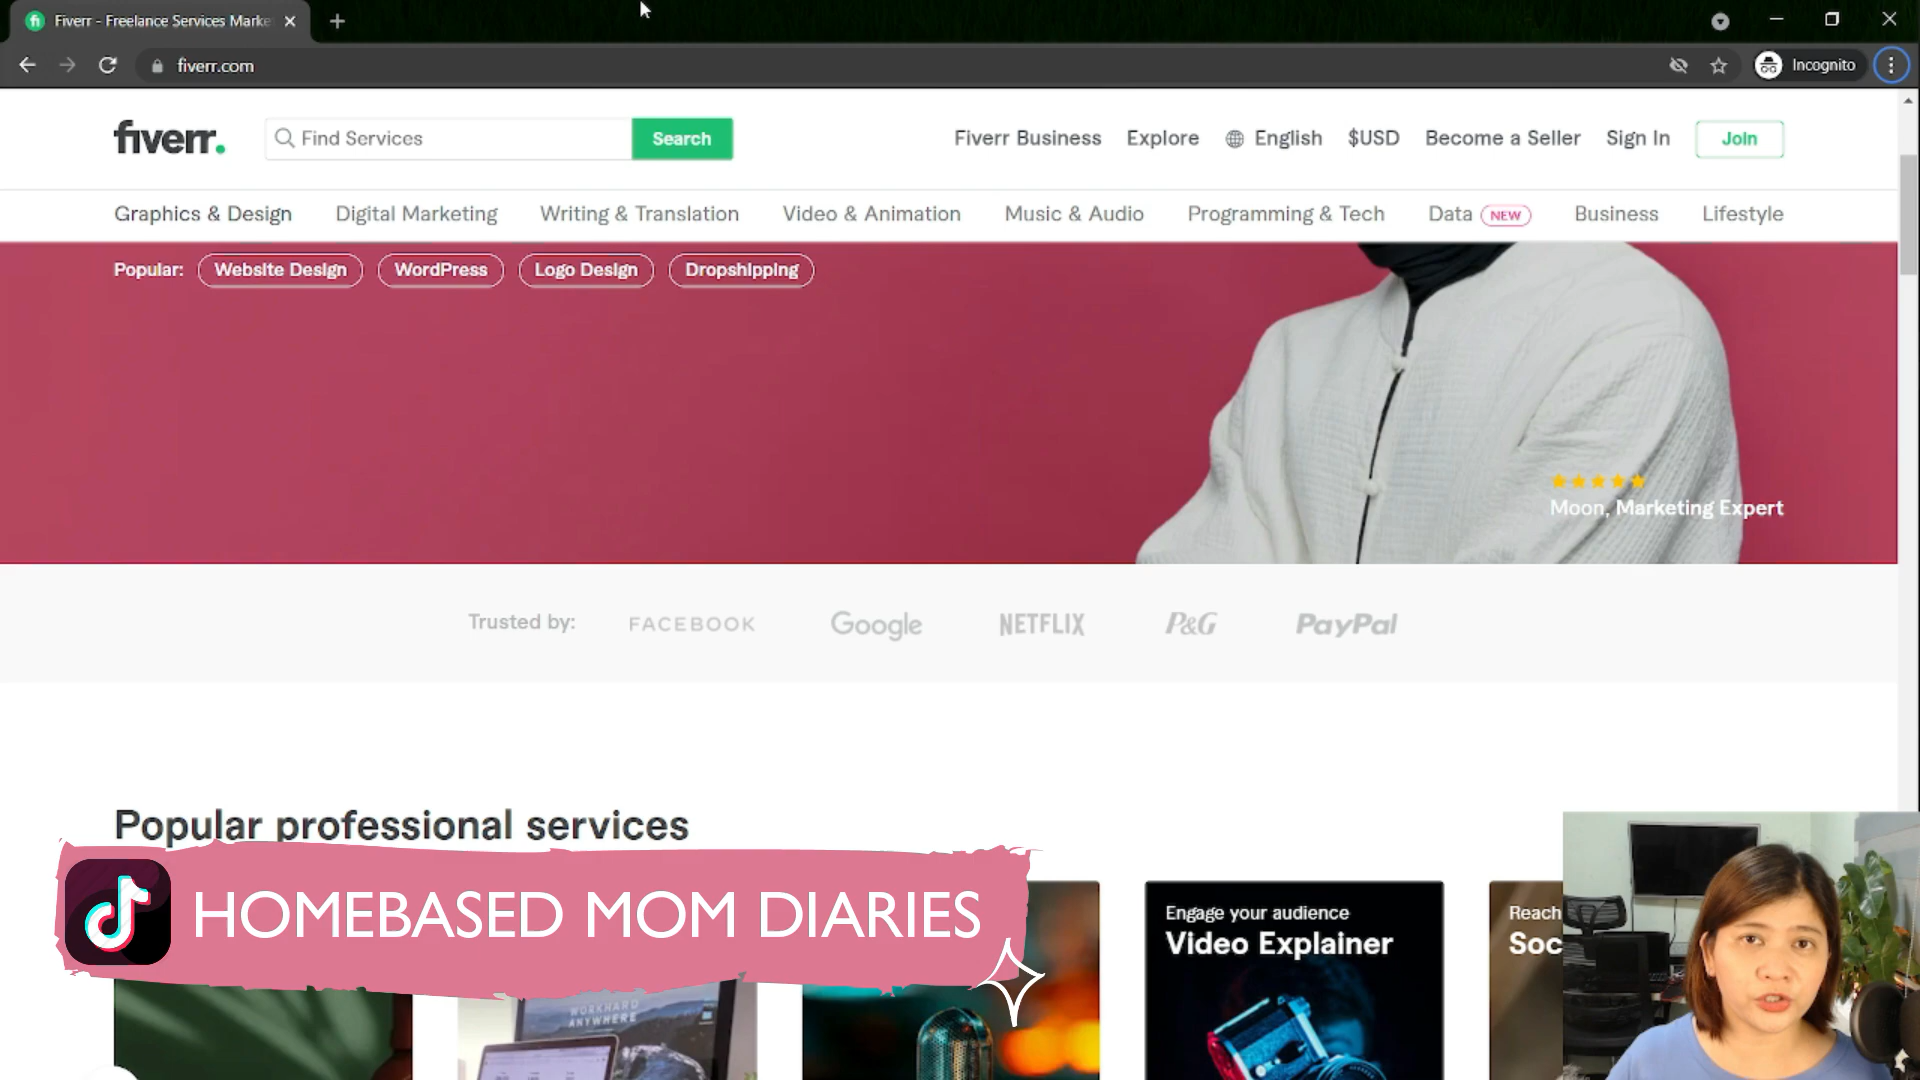 Fiverr - Freelance Services Marke
fiverr.com
Incognito
fiverr.
Find Services
Search
Fiverr Business
Explore
English
$USD
Become a Seller
Sign In
Join
Graphics & Design
Digital Marketing
Writing & Translation
Video & Animation
Music & Audio
Programming & Tech
Data NEW
Business
Lifestyle
Popular:
Website Design
WordPress
Logo Design
Dropshipping
Moon, Marketing Expert
Trusted by:
FACEBOOK
Google
NETFLIX
P&G
PayPal
Popular professional services
HOMEBASED MOM DIARIES
WORKHARD
ANYWHERE
Engage your audience
Video Explainer
Reach
Soc